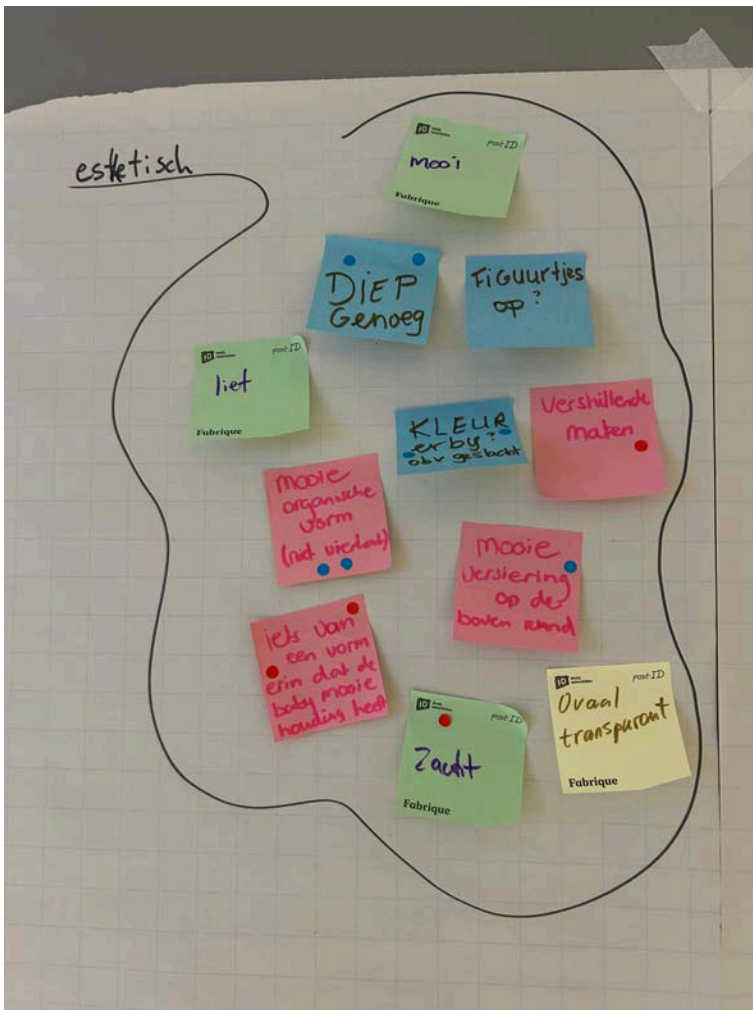 esthetisch
post-ID
mooi
Fabrique
DIEP
Genoeg
FIGuurtjes
op?
post-ID
lief
Fabrique
KLEUR
erby?
obv geslacht
Vershillende
maten
mooie
organische
vorm
(niet vierkant)
mooie
versiering
op de
boven rand
iets van
een vorm
erin dat de
baby mooie
houding heeft
post-ID
Zacht
Fabrique
post-ID
Ovaal
transparant
Fabrique